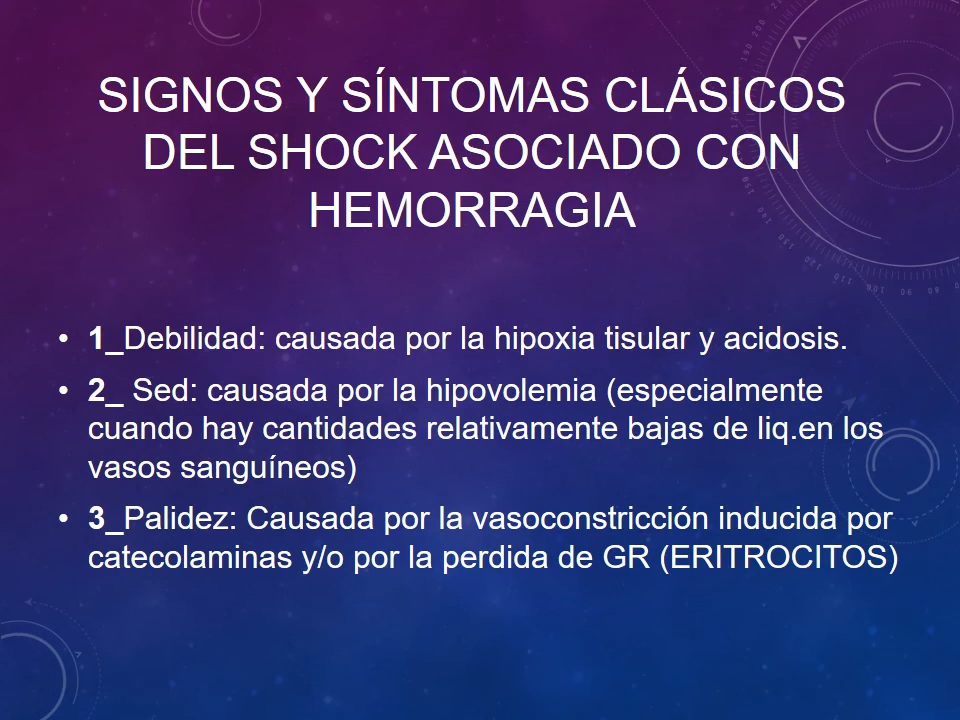 SIGNOS Y SÍNTOMAS CLÁSICOS
DEL SHOCK ASOCIADO CON
HEMORRAGIA
• 1_Debilidad: causada por la hipoxia tisular y acidosis.
• 2_ Sed: causada por la hipovolemia (especialmente
cuando hay cantidades relativamente bajas de liq.en los
vasos sanguíneos)
• 3_Palidez: Causada por la vasoconstricción inducida por
catecolaminas y/o por la perdida de GR (ERITROCITOS)